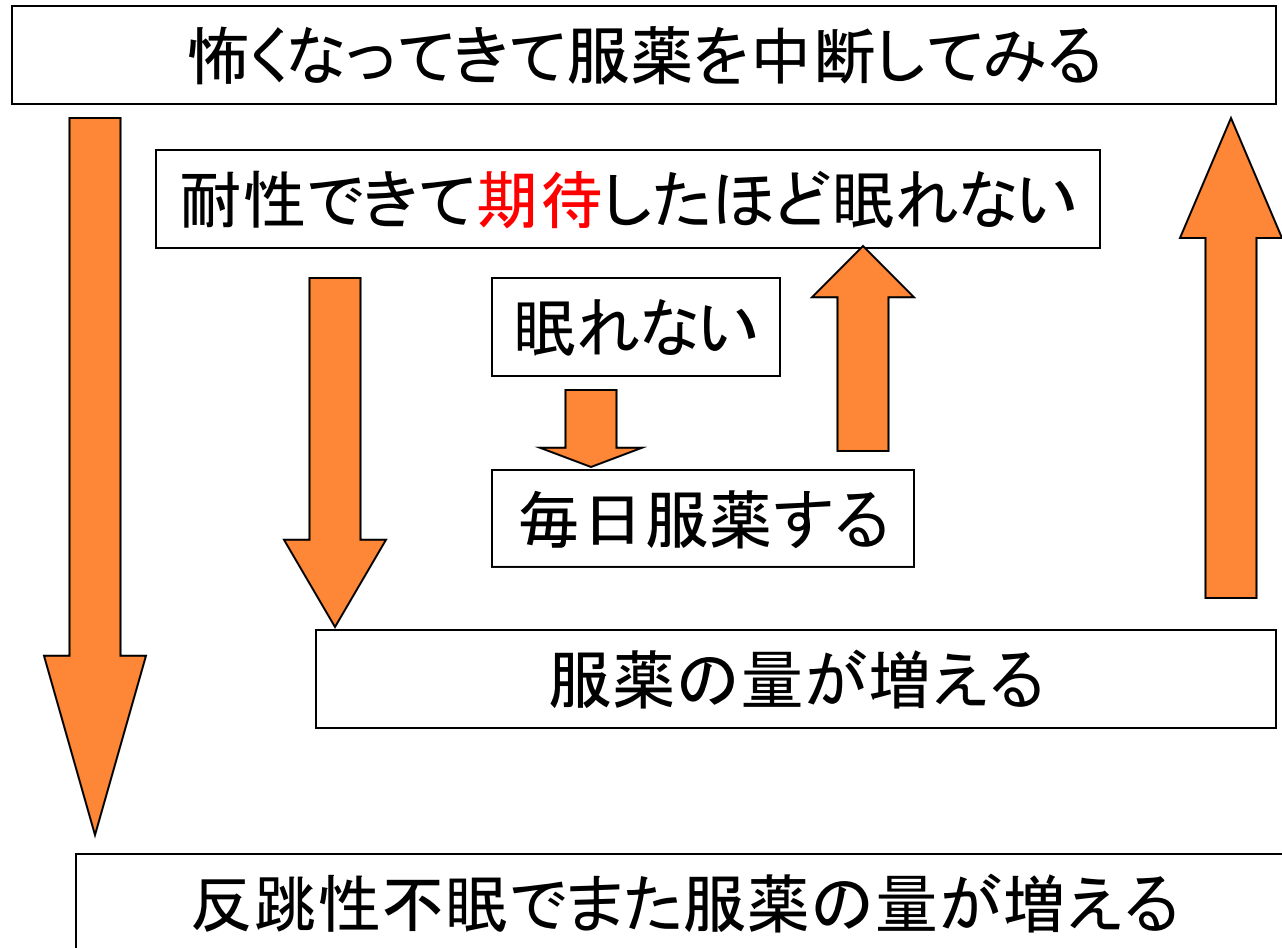 怖くなってきて服薬を中断してみる
耐性できて期待したほど眠れない
眠れない
毎日服薬する
服薬の量が増える
反跳性不眠でまた服薬の量が増える